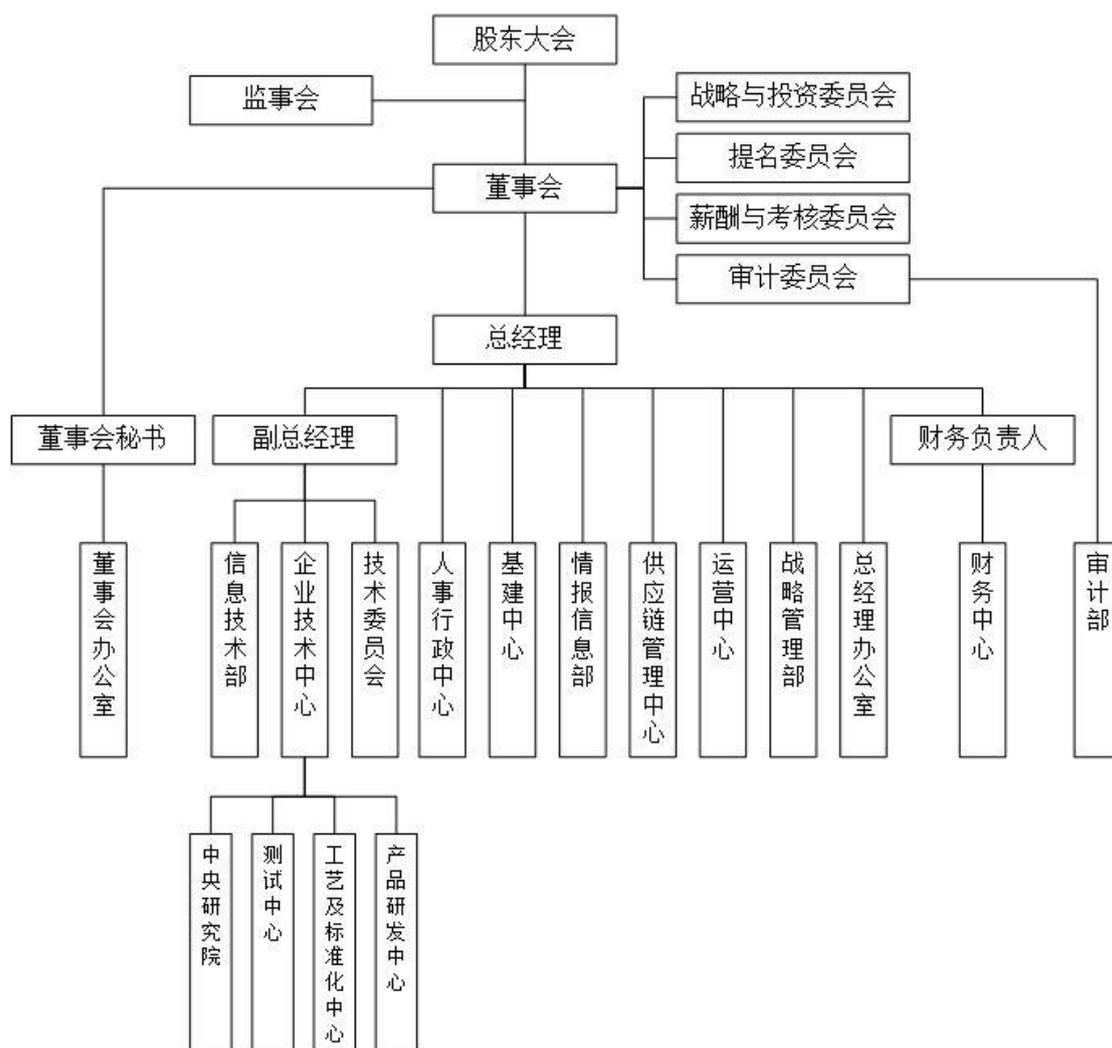 股东大会
监事会
战略与投资委员会
提名委员会
董事会
薪酬与考核委员会
审计委员会
总经理
董事会秘书
副总经理
财务负责人
董事会办公室
信息技术部
企业技术中心
技术委员会
人事行政中心
基建中心
情报信息部
供应链管理中心
运营中心
战略管理部
总经理办公室
财务中心
审计部
中央研究院
测试中心
工艺及标准化中心
产品研发中心